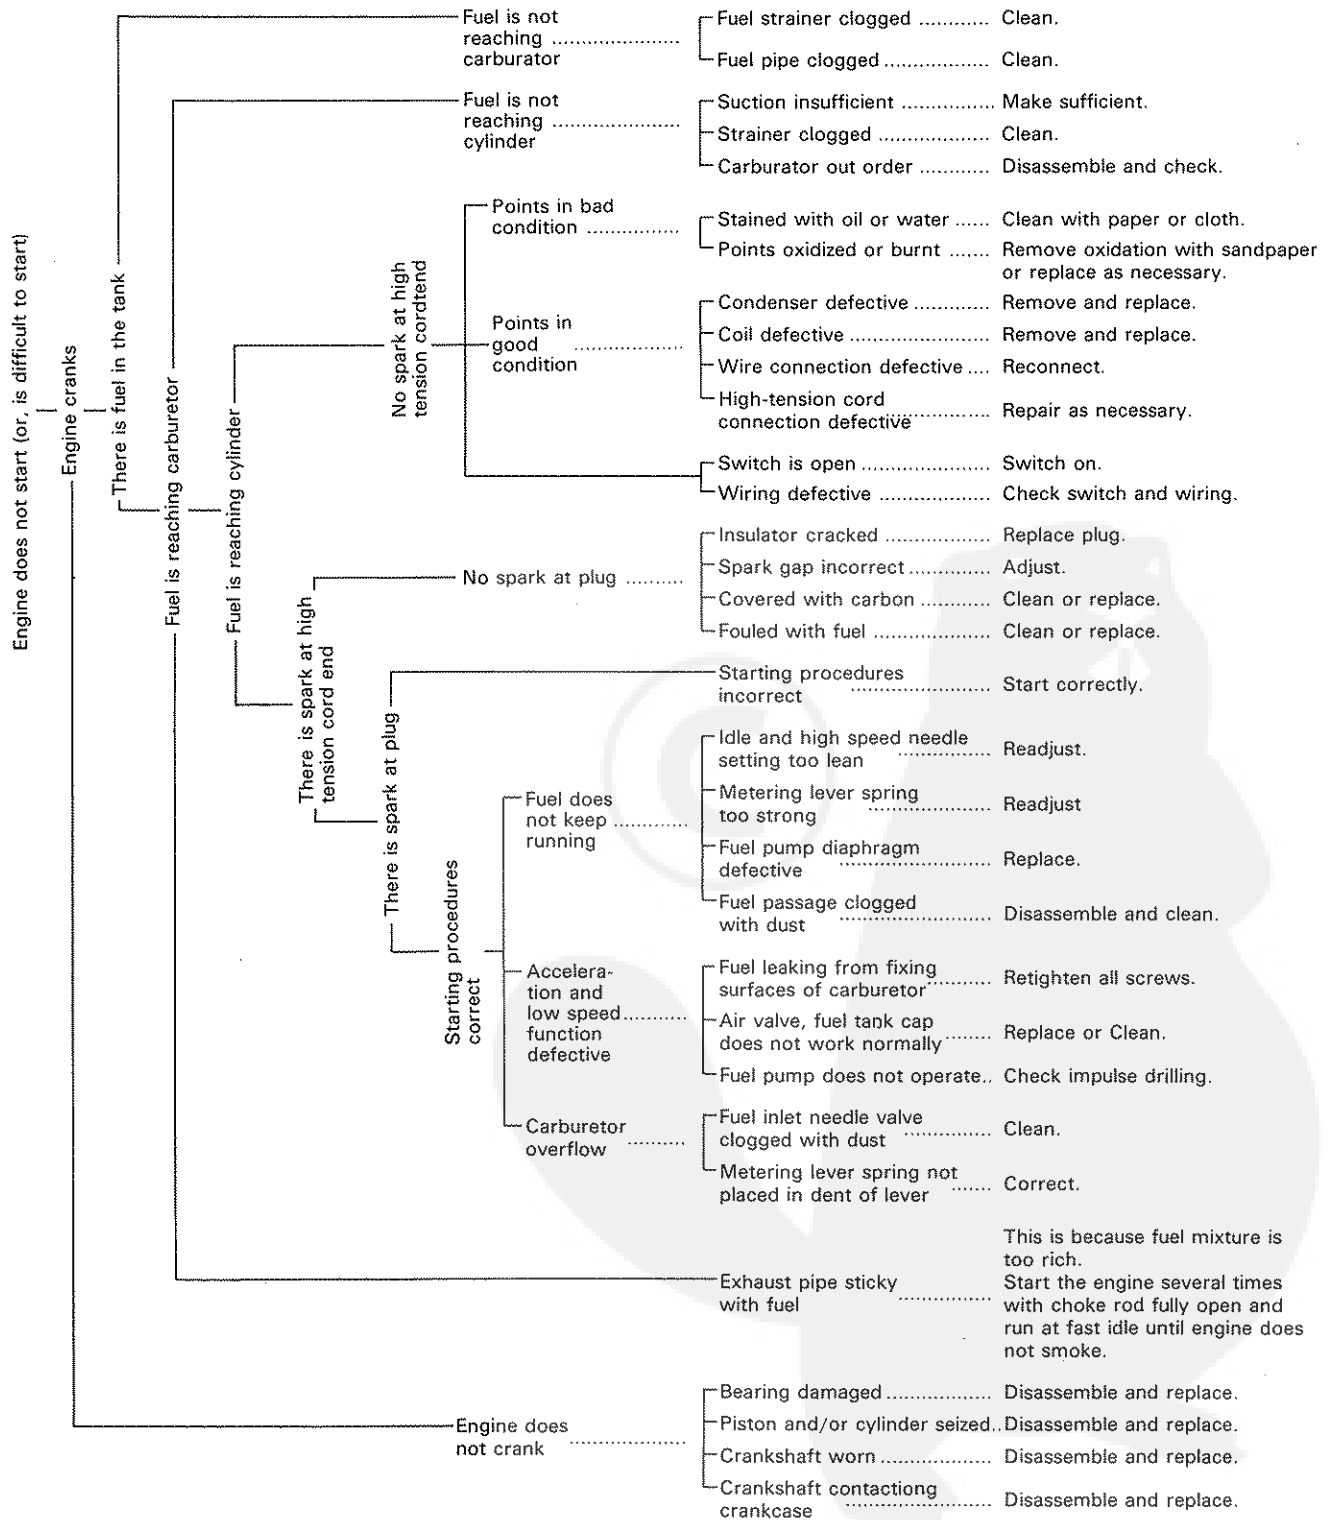 Engine does not start (or, is difficult to start)
Engine cranks
There is fuel in the tank
Fuel is reaching carburetor
Fuel is reaching cylinder
Fuel is not
reaching ......................
carburator
Fuel strainer clogged ............ Clean.
Fuel pipe clogged .................. Clean.
Fuel is not
reaching ......................
cylinder
Suction insufficient ................ Make sufficient.
Strainer clogged .................... Clean.
Carburator out order ............ Disassemble and check.
No spark at high
tension cordtend
Points in bad
condition ................
Stained with oil or water ...... Clean with paper or cloth.
Points oxidized or burnt ....... Remove oxidation with sandpaper
or replace as necessary.
Points in
good ..................
condition
Condenser defective ............. Remove and replace.
Coil defective ........................ Remove and replace.
Wire connection defective .... Reconnect.
High-tension cord
connection defective .................. Repair as necessary.
Switch is open ...................... Switch on.
Wiring defective ................... Check switch and wiring.
There is spark at high
tension cord end
No spark at plug ..........
Insulator cracked .................. Replace plug.
Spark gap incorrect .............. Adjust.
Covered with carbon ............ Clean or replace.
Fouled with fuel .................... Clean or replace.
There is spark at plug
Starting procedures
incorrect ........................ Start correctly.
Starting procedures
correct
Fuel does
not keep ............
running
Idle and high speed needle
setting too lean ................ Readjust.
Metering lever spring
too strong ..................... Readjust
Fuel pump diaphragm
defective ......................... Replace.
Fuel passage clogged
with dust ......................... Disassemble and clean.
Accelera-
tion and
low speed ...........
function
defective
Fuel leaking from fixing
surfaces of carburetor ........... Retighten all screws.
Air valve, fuel tank cap
does not work normally ........ Replace or Clean.
Fuel pump does not operate.. Check impulse drilling.
Carburetor
overflow ..........
Fuel inlet needle valve
clogged with dust ............... Clean.
Metering lever spring not
placed in dent of lever ....... Correct.
Exhaust pipe sticky
with fuel ................
This is because fuel mixture is
too rich.
Start the engine several times
with choke rod fully open and
run at fast idle until engine does
not smoke.
Engine does
not crank ...................
Bearing damaged .................. Disassemble and replace.
Piston and/or cylinder seized.. Disassemble and replace.
Crankshaft worn ................... Disassemble and replace.
Crankshaft contactiong
crankcase ......................... Disassemble and replace.
©